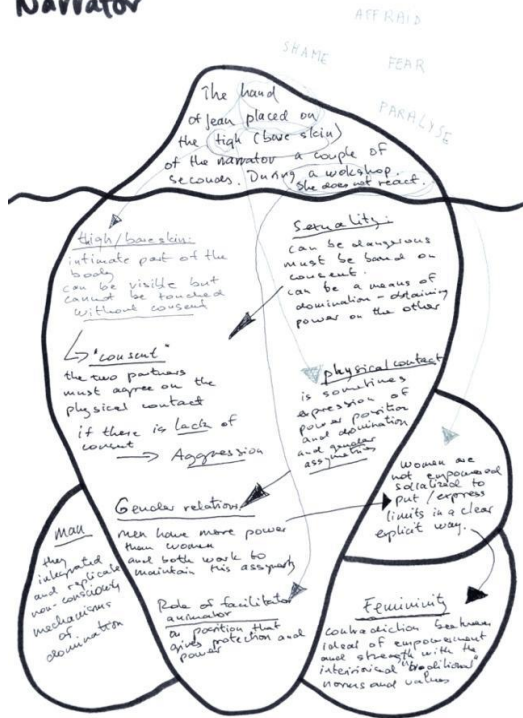 Narrator
AFFRAID
SHAME
FEAR
PARALYSE
The hand
of jean placed on
the tigh (bare skin)
of the narrator a couple of
seconds. During a wokshop.
She does not react.
thigh/bare skin:
intimate part of the
body
can be visible but
cannot be touched
without consent
"consent"
the two partners
must agree on the
physical contact
if there is lack of
consent
Aggression
Sexuality:
can be dangerous
must be band on
consent.
can be a means of
domination - obtaining
power on the other
physical contact
is sometimes
expression of
power position
and domination
and gender
assymetries
Gender relations
men have more power
than women
and both work to
maintain this assymetry
Role of facilitator
animator
a position that
gives protection and
power
man
they
integrated
and replicate
non-consciously
mechanisms
of
domination
Women are
not empowered
socialized to
put / express
limits in a clear
explicit way.
Femininity
contradiction between
ideas of empowerment
and strength with the
interiorised "traditional"
norms and values